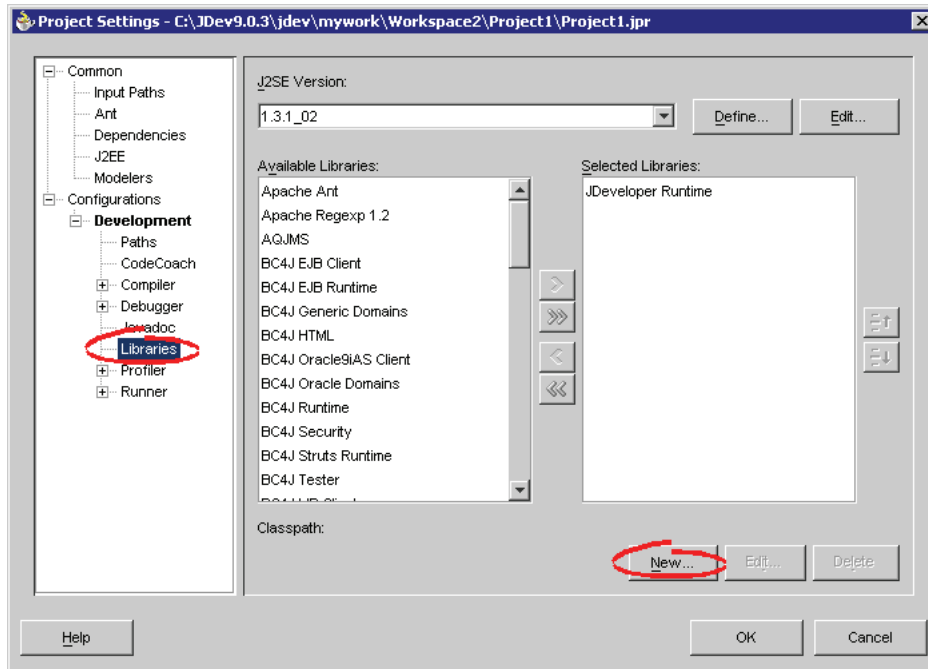 Project Settings - C:\JDev9.0.3\jdev\mywork\Workspace2\Project1\Project1.jpr
Common
Input Paths
Ant
Dependencies
J2EE
Modelers
Configurations
Development
Paths
CodeCoach
Compiler
Debugger
Javadoc
Libraries
Profiler
Runner
J2SE Version:
1.3.1_02
Define...
Edit...
Available Libraries:
Apache Ant
Apache Regexp 1.2
AQJMS
BC4J EJB Client
BC4J EJB Runtime
BC4J Generic Domains
BC4J HTML
BC4J Oracle9iAS Client
BC4J Oracle Domains
BC4J Runtime
BC4J Security
BC4J Struts Runtime
BC4J Tester
Selected Libraries:
JDeveloper Runtime
Classpath:
New...
Edit...
Delete
Help
OK
Cancel